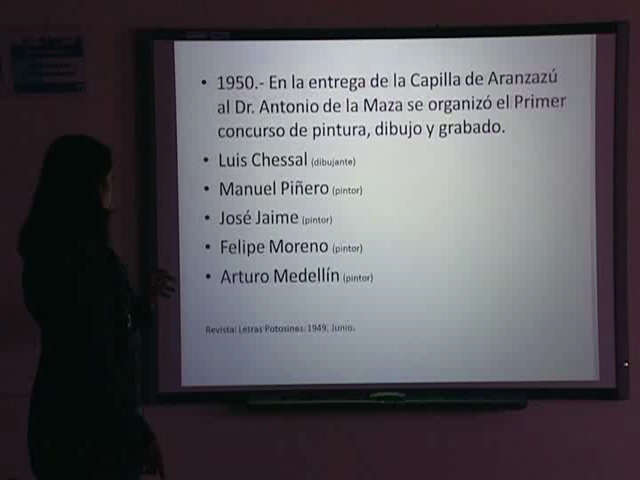 • 1950.- En la entrega de la Capilla de Aranzazú
al Dr. Antonio de la Maza se organizó el Primer
concurso de pintura, dibujo y grabado.
• Luis Chessal (dibujante)
• Manuel Piñero (pintor)
• José Jaime (pintor)
• Felipe Moreno (pintor)
• Arturo Medellín (pintor)
Revista: Letras Potosinas. 1949. Junio.